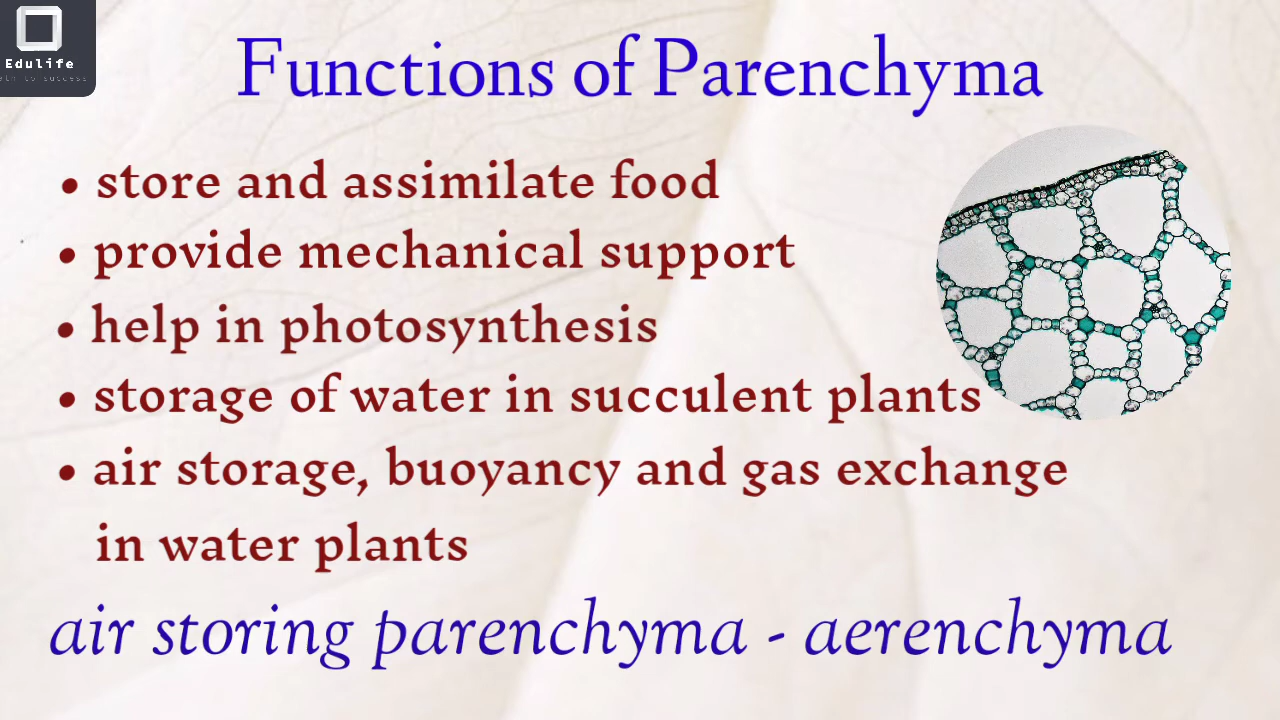 Edulife
Functions of Parenchyma
• store and assimilate food
• provide mechanical support
• help in photosynthesis
• storage of water in succulent plants
• air storage, buoyancy and gas exchange
in water plants
air storing parenchyma - aerenchyma